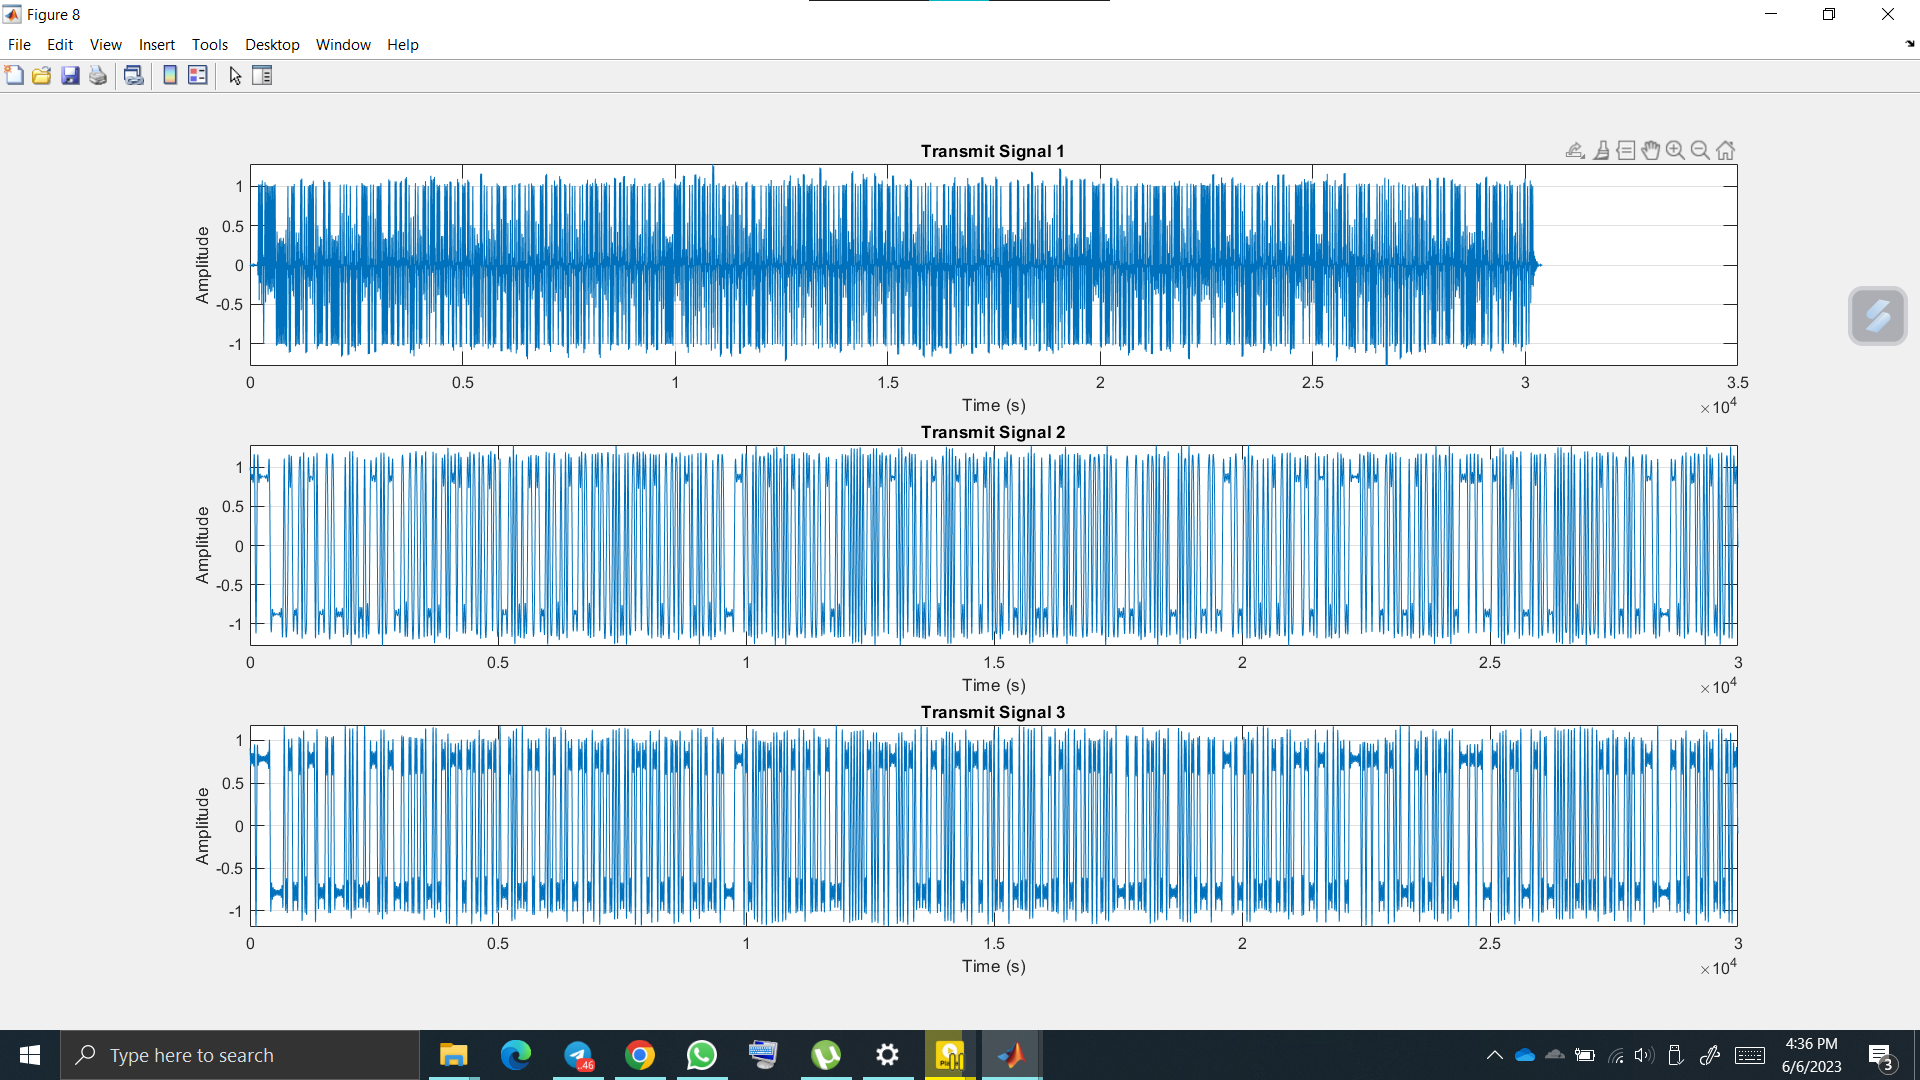 Figure 8
File Edit View Insert Tools Desktop Window Help
Transmit Signal 1
1
0.5
0
-0.5
-1
Amplitude
0 0.5 1 1.5 2 2.5 3 3.5
Time (s)
×10^4
Transmit Signal 2
1
0.5
0
-0.5
-1
Amplitude
0 0.5 1 1.5 2 2.5 3
Time (s)
×10^4
Transmit Signal 3
1
0.5
0
-0.5
-1
Amplitude
0 0.5 1 1.5 2 2.5 3
Time (s)
×10^4
Type here to search
..46
4:36 PM
6/6/2023
3